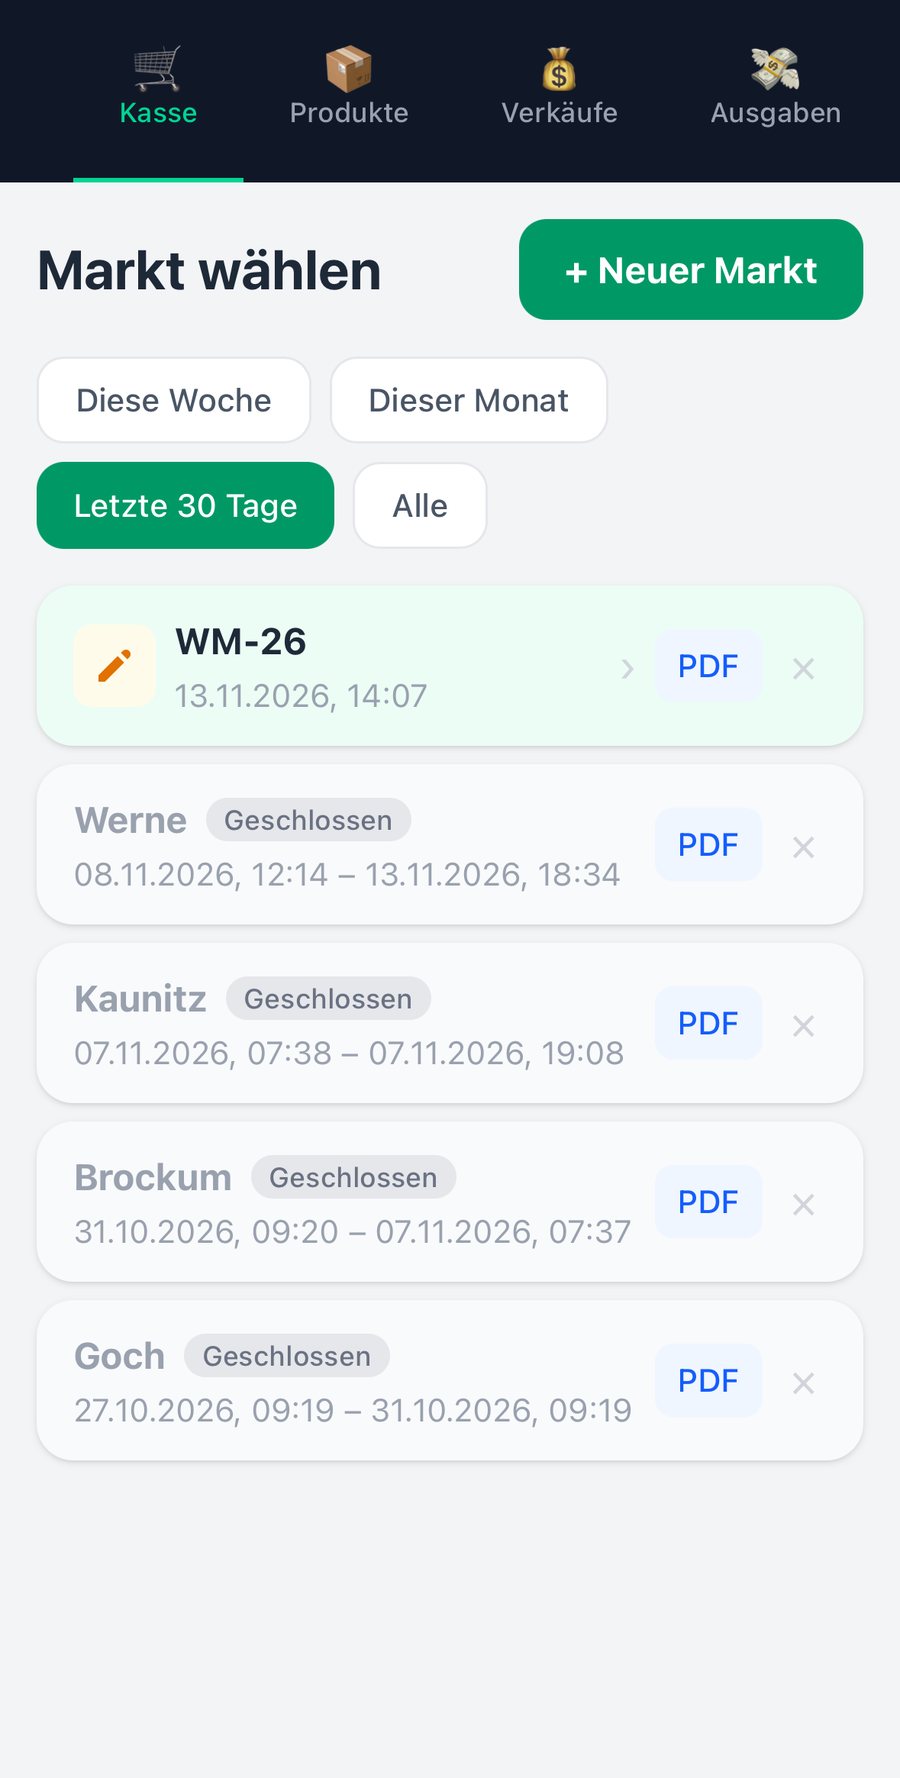 Kasse Produkte Verkäufe Ausgaben
Markt wählen + Neuer Markt
Diese Woche Dieser Monat
Letzte 30 Tage Alle
WM-26
13.11.2026, 14:07 › PDF ×
Werne Geschlossen
08.11.2026, 12:14 – 13.11.2026, 18:34 PDF ×
Kaunitz Geschlossen
07.11.2026, 07:38 – 07.11.2026, 19:08 PDF ×
Brockum Geschlossen
31.10.2026, 09:20 – 07.11.2026, 07:37 PDF ×
Goch Geschlossen
27.10.2026, 09:19 – 31.10.2026, 09:19 PDF ×